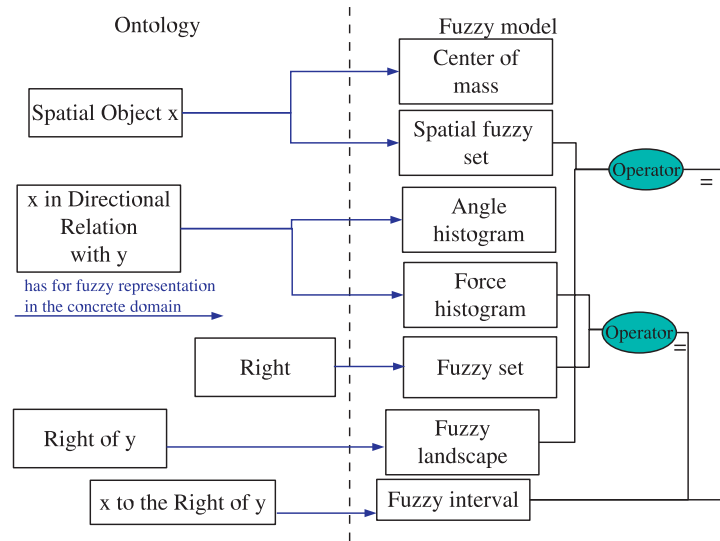 Ontology
Fuzzy model
Center of
mass
Spatial Object x
Spatial fuzzy
set
Operator
=
x in Directional
Relation
with y
Angle
histogram
has for fuzzy representation
in the concrete domain
Force
histogram
Operator
=
Right
Fuzzy set
Right of y
Fuzzy
landscape
x to the Right of y
Fuzzy interval